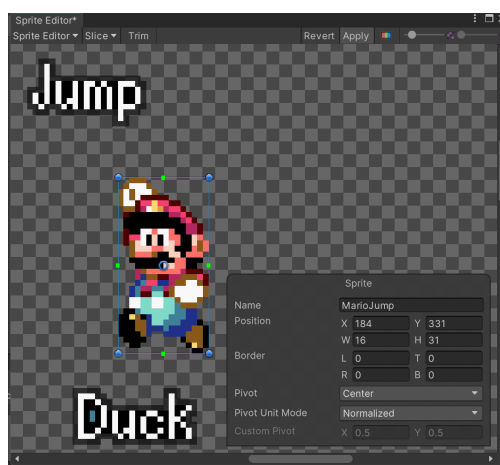 Sprite Editor*
Sprite Editor Slice Trim Revert Apply
Jump
Sprite
Name MarioJump
Position X 184 Y 331
W 16 H 31
Border L 0 T 0
R 0 B 0
Pivot Center
Pivot Unit Mode Normalized
Custom Pivot X 0.5 Y 0.5
Duck